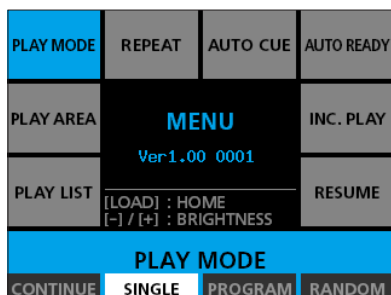 PLAY MODE REPEAT AUTO CUE AUTO READY
PLAY AREA MENU INC. PLAY
Ver1.00 0001
PLAY LIST RESUME
[LOAD] : HOME
[-] / [+] : BRIGHTNESS
PLAY MODE
CONTINUE SINGLE PROGRAM RANDOM